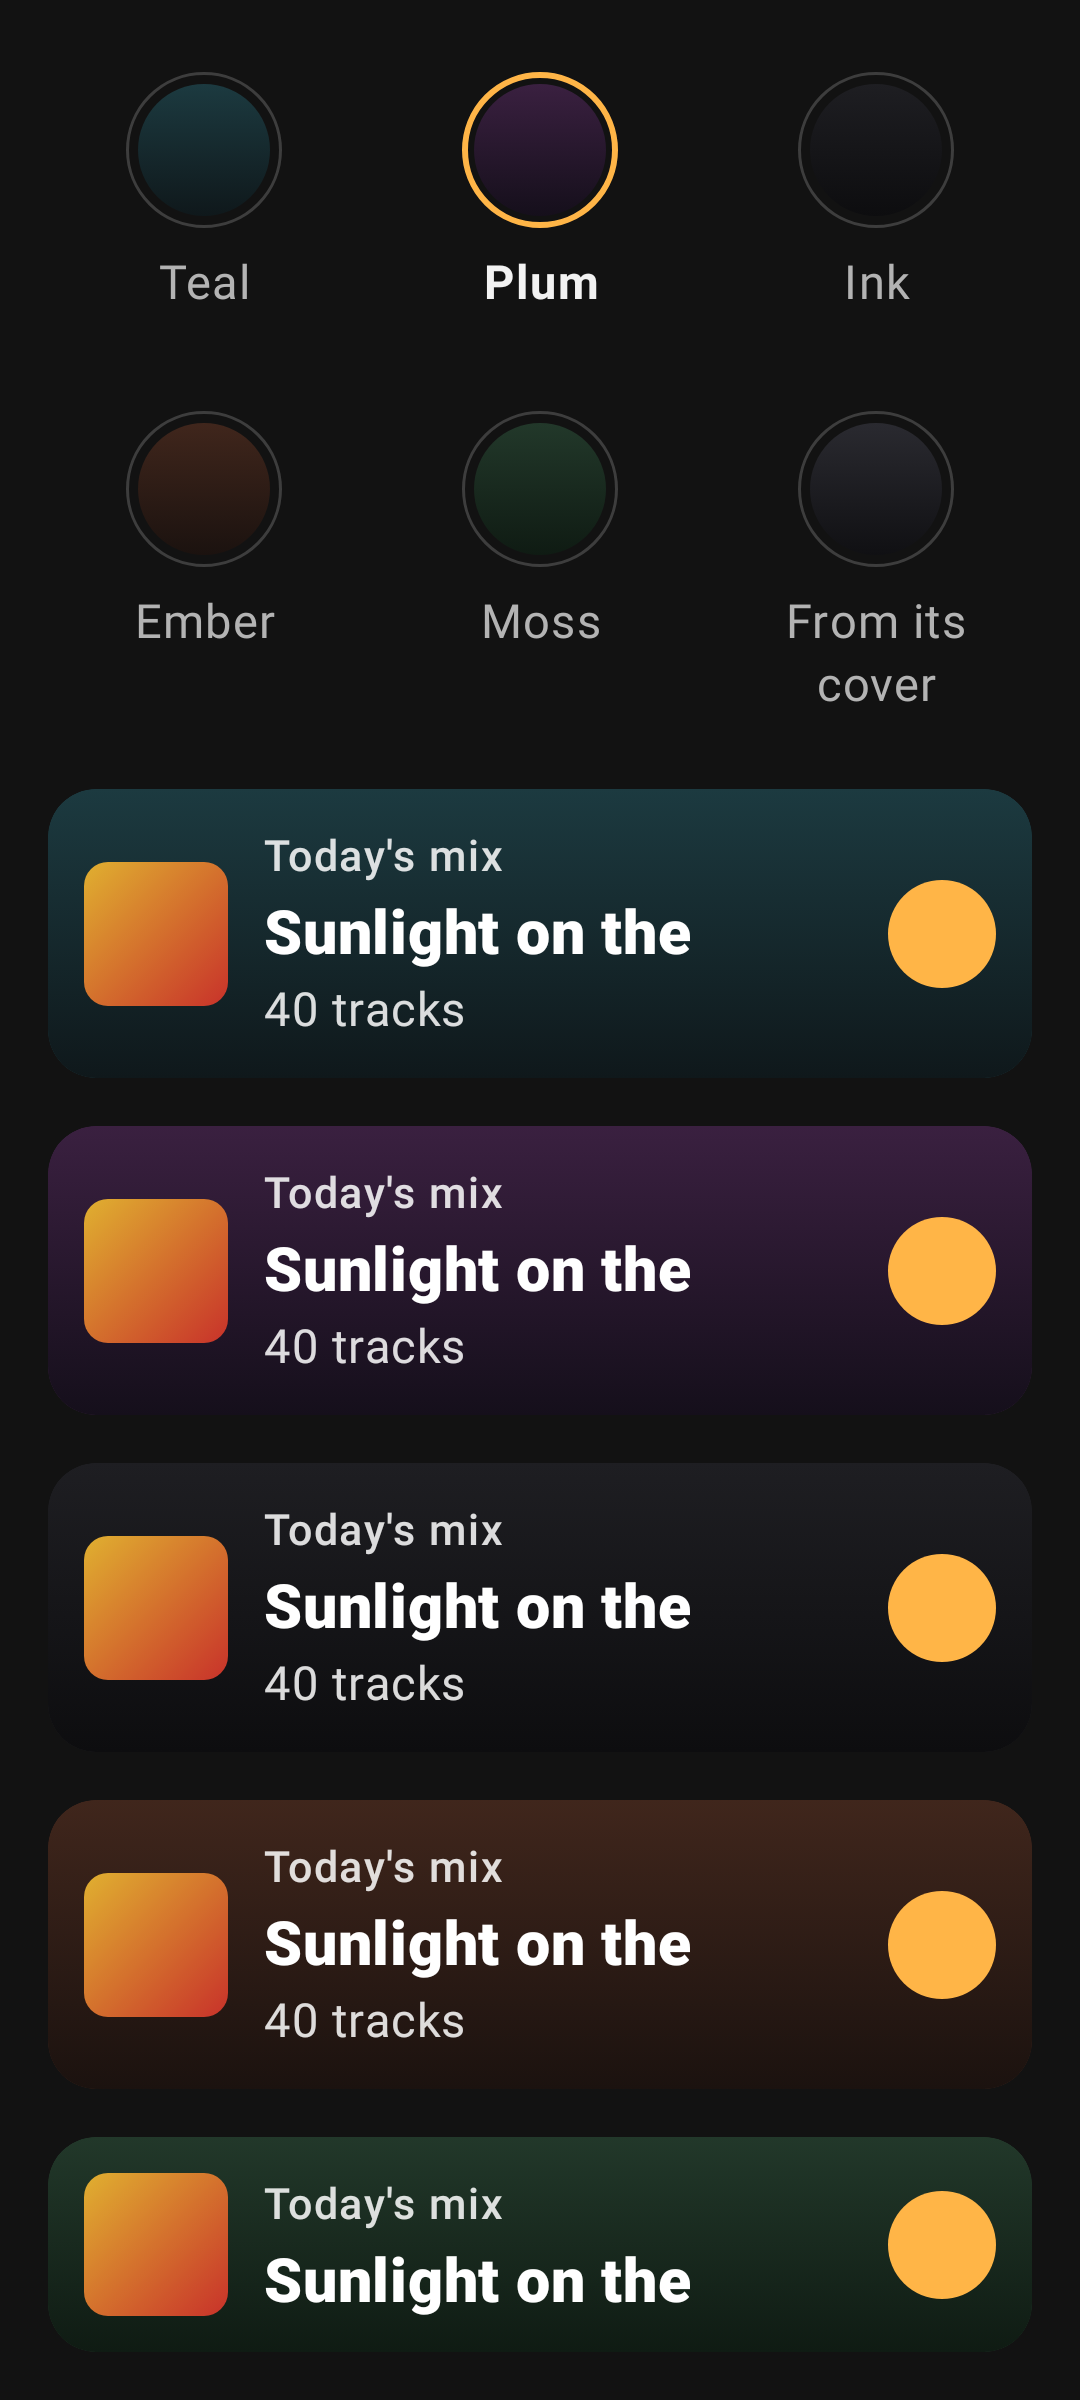 Teal
Plum
Ink
Ember
Moss
From its
cover
Today's mix
Sunlight on the
40 tracks
Today's mix
Sunlight on the
40 tracks
Today's mix
Sunlight on the
40 tracks
Today's mix
Sunlight on the
40 tracks
Today's mix
Sunlight on the